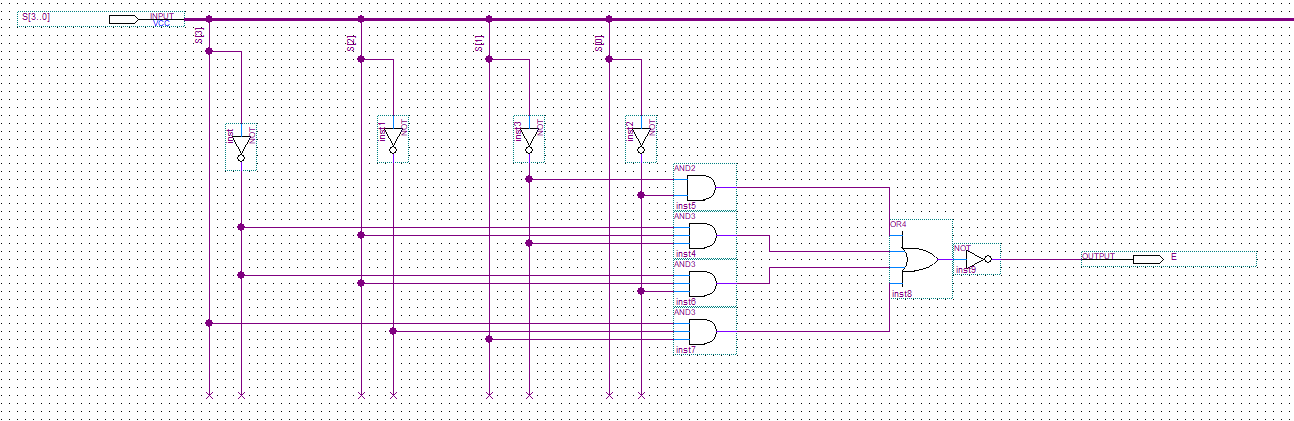 S[3..0]
INPUT
VCC
S[3]
S[2]
S[1]
S[0]
inst
NOT
inst1
NOT
inst3
NOT
inst2
NOT
AND2
inst5
AND3
inst4
AND3
inst6
AND3
inst7
OR4
inst8
NOT
inst9
OUTPUT
E